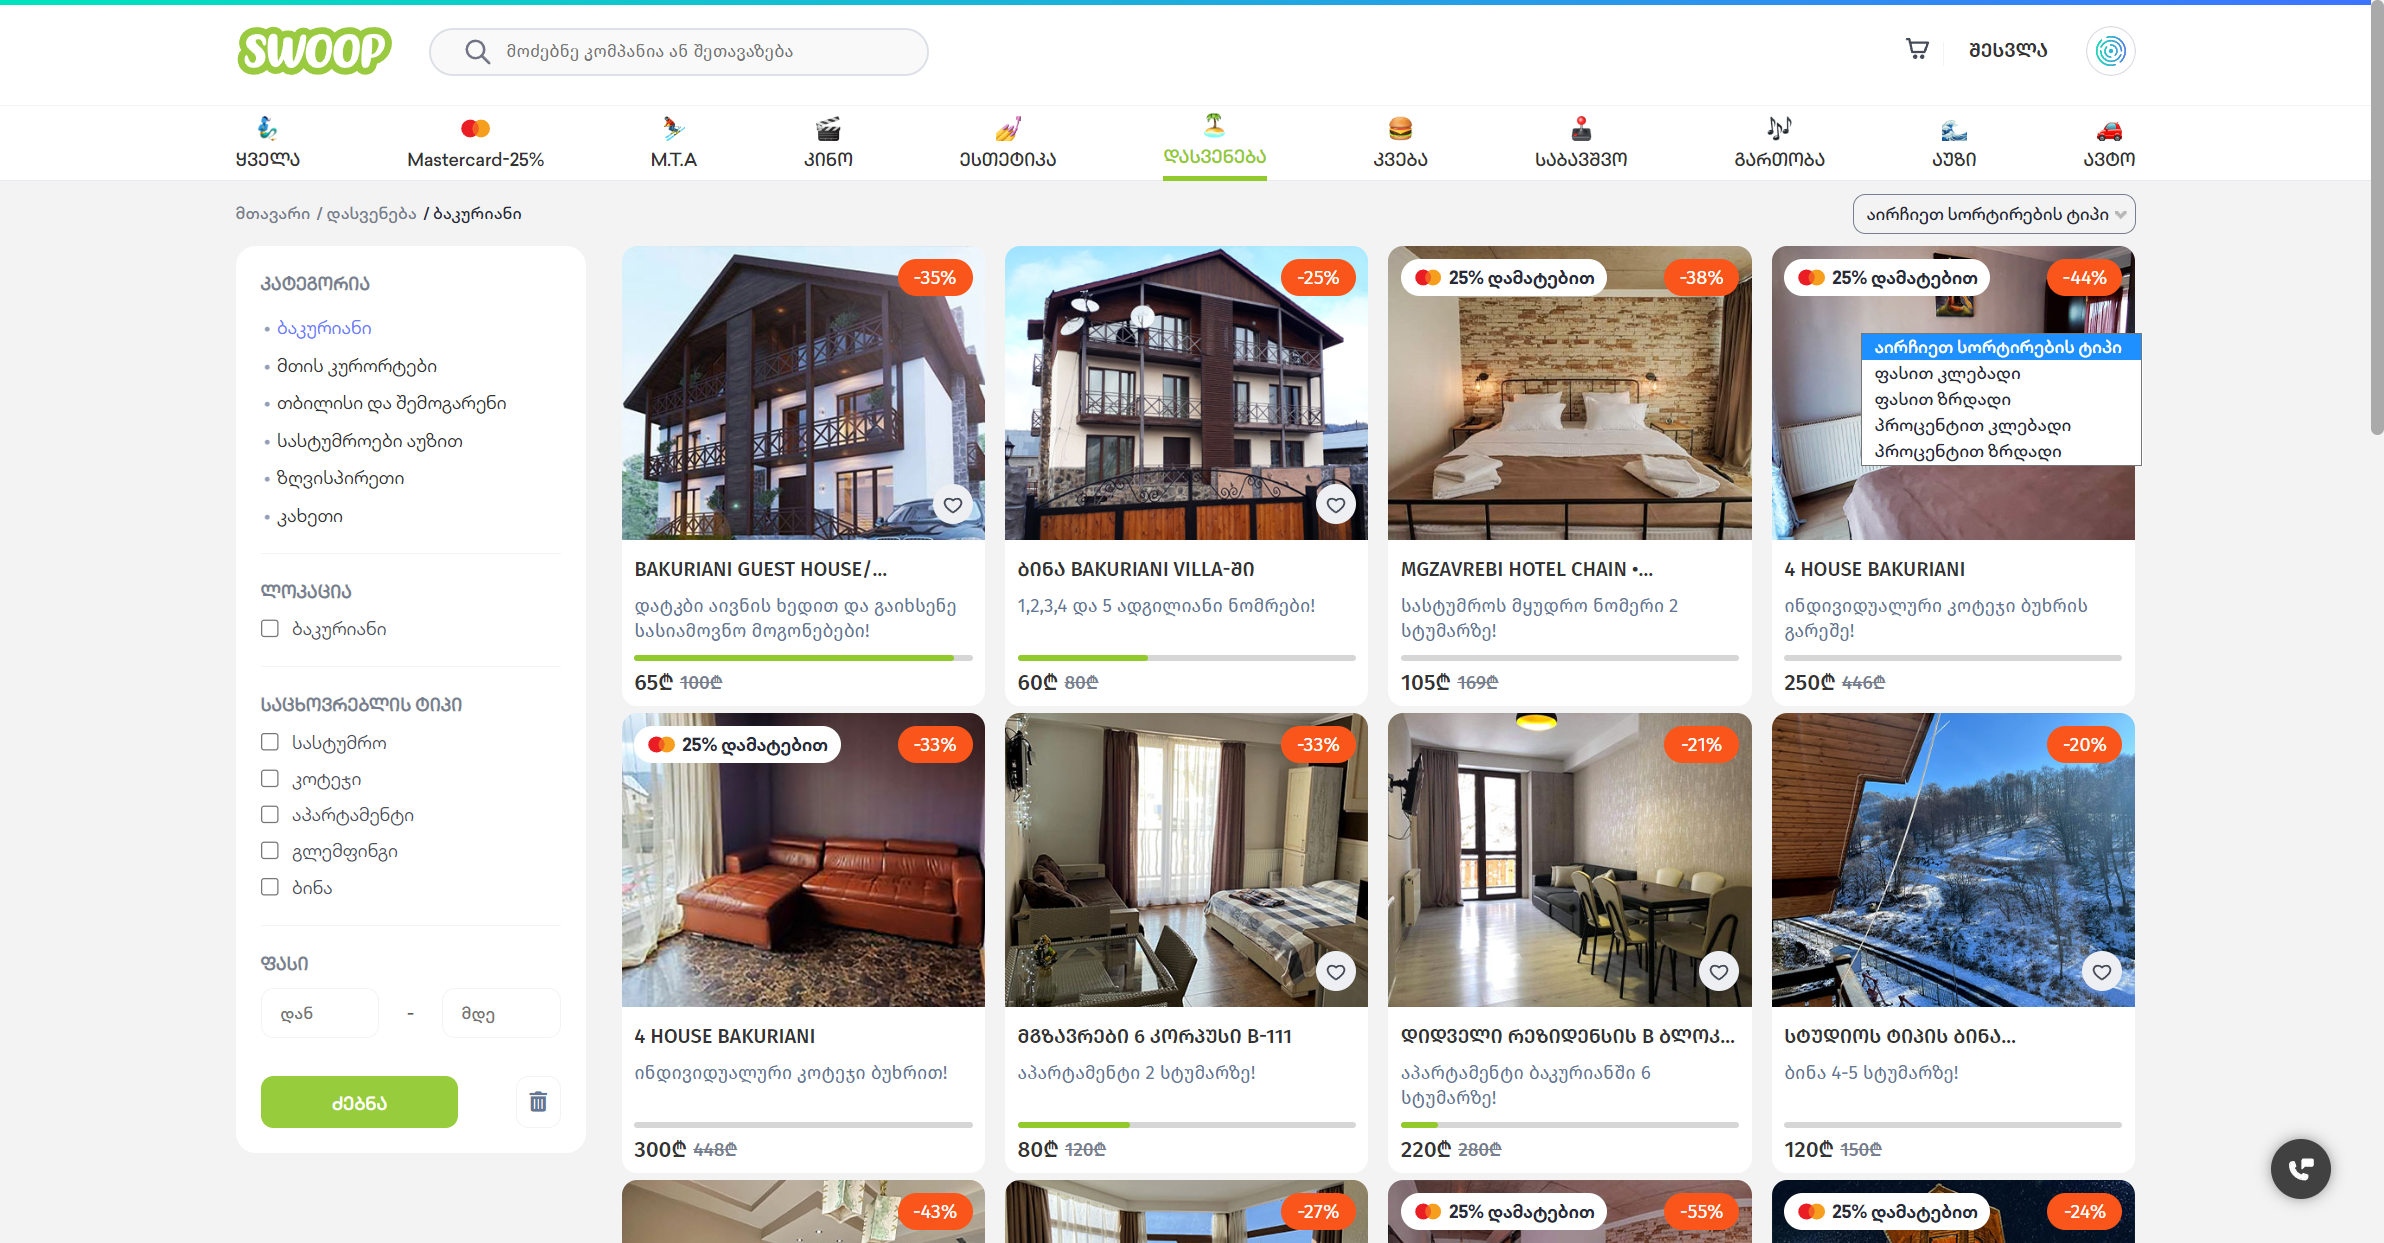 SWOOP
მოძებნე კომპანია ან შეთავაზება
შესვლა
ყველა
Mastercard-25%
M.T.A
კინო
ესთეტიკა
დასვენება
კვება
საბავშვო
გართობა
აუზი
ავტო
მთავარი / დასვენება / ბაკურიანი
აირჩიეთ სორტირების ტიპი
აირჩიეთ სორტირების ტიპი
ფასით კლებადი
ფასით ზრდადი
პროცენტით კლებადი
პროცენტით ზრდადი
კატეგორია
ბაკურიანი
მთის კურორტები
თბილისი და შემოგარენი
სასტუმროები აუზით
ზღვისპირეთი
კახეთი
ლოკაცია
ბაკურიანი
საცხოვრებლის ტიპი
სასტუმრო
კოტეჯი
აპარტამენტი
გლემფინგი
ბინა
ფასი
დან - მდე
ძებნა
-35%
BAKURIANI GUEST HOUSE/...
დატკბი აივნის ხედით და გაიხსენე
სასიამოვნო მოგონებები!
65₾ 100₾
-25%
ბინა BAKURIANI VILLA-ში
1,2,3,4 და 5 ადგილიანი ნომრები!
60₾ 80₾
25% დამატებით -38%
MGZAVREBI HOTEL CHAIN •...
სასტუმროს მყუდრო ნომერი 2
სტუმარზე!
105₾ 169₾
25% დამატებით -44%
4 HOUSE BAKURIANI
ინდივიდუალური კოტეჯი ბუხრის
გარეშე!
250₾ 446₾
25% დამატებით -33%
4 HOUSE BAKURIANI
ინდივიდუალური კოტეჯი ბუხრით!
300₾ 448₾
-33%
მგზავრები 6 კორპუსი B-111
აპარტამენტი 2 სტუმარზე!
80₾ 120₾
-21%
დიდველი რეზიდენსის B ბლოკ...
აპარტამენტი ბაკურიანში 6
სტუმარზე!
220₾ 280₾
-20%
სტუდიოს ტიპის ბინა...
ბინა 4-5 სტუმარზე!
120₾ 150₾
-43%
-27%
25% დამატებით -55%
25% დამატებით -24%